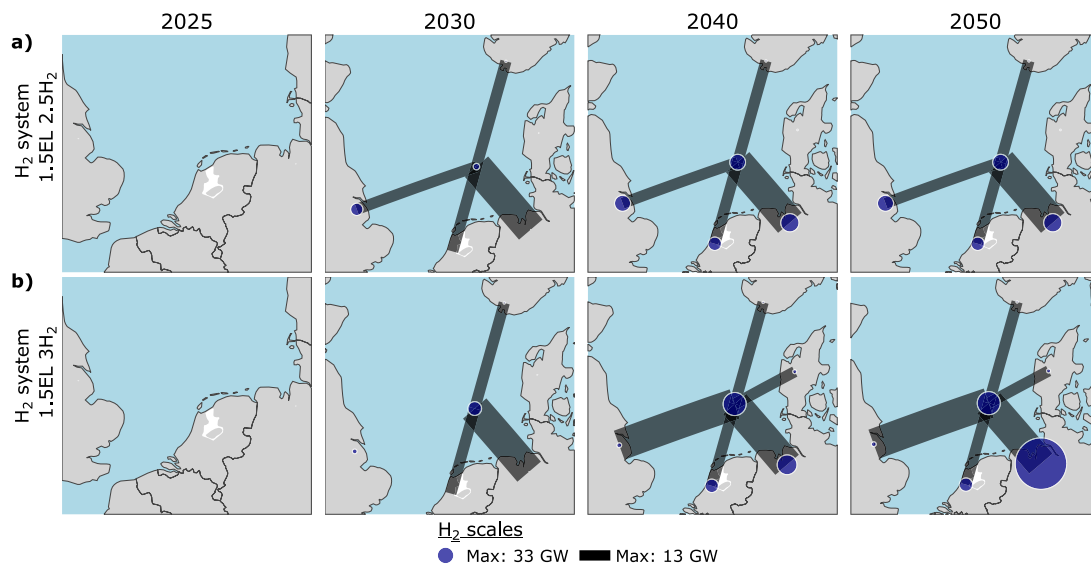 2025 2030 2040 2050
a)
H₂ system
1.5EL 2.5H₂
b)
H₂ system
1.5EL 3H₂
H₂ scales
Max: 33 GW Max: 13 GW